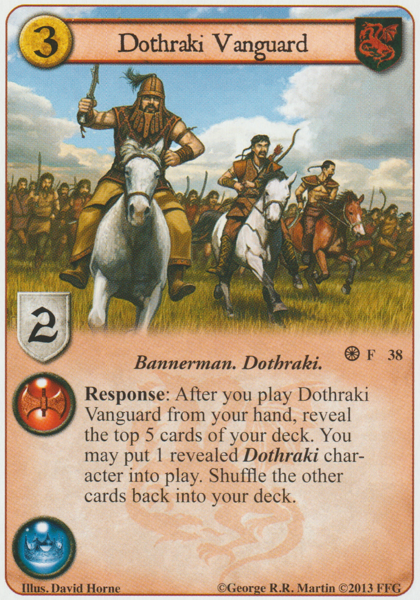 3
Dothraki Vanguard
2
Bannerman. Dothraki.
F 38
Response: After you play Dothraki
Vanguard from your hand, reveal
the top 5 cards of your deck. You
may put 1 revealed Dothraki char-
acter into play. Shuffle the other
cards back into your deck.
Illus. David Horne
©George R.R. Martin ©2013 FFG